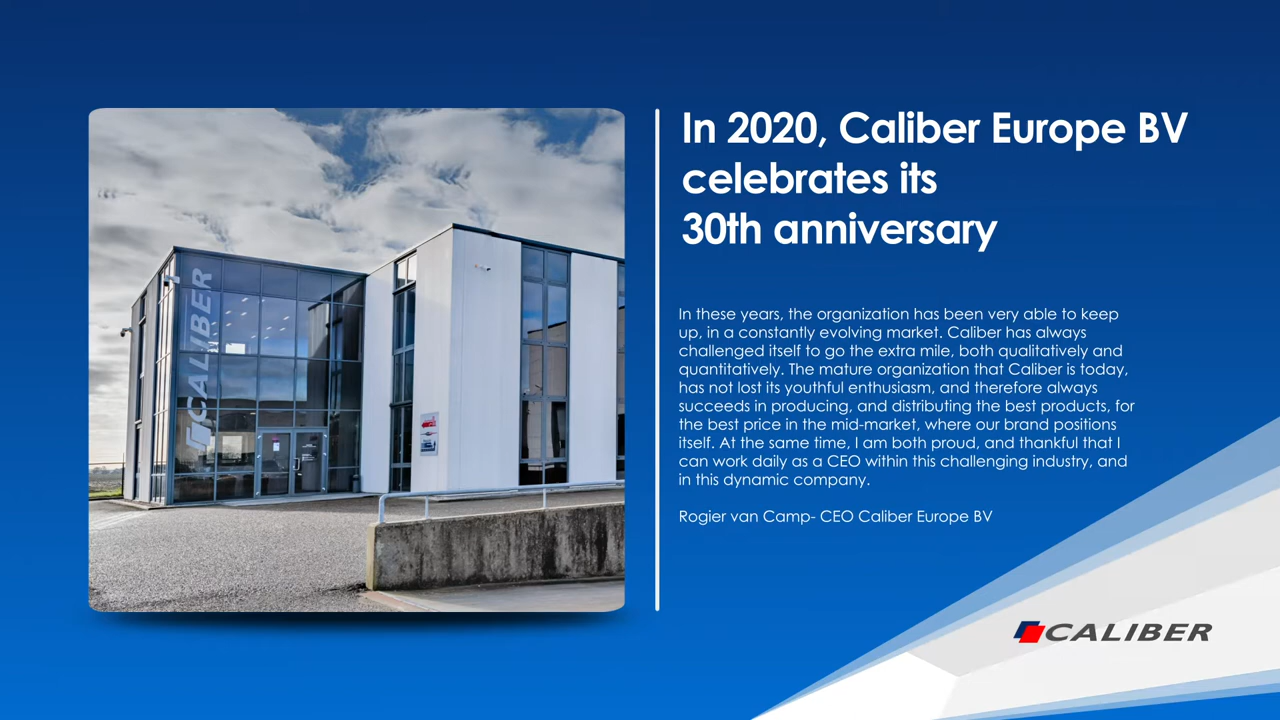 CALIBER
In 2020, Caliber Europe BV
celebrates its
30th anniversary
In these years, the organization has been very able to keep
up, in a constantly evolving market. Caliber has always
challenged itself to go the extra mile, both qualitatively and
quantitatively. The mature organization that Caliber is today,
has not lost its youthful enthusiasm, and therefore always
succeeds in producing, and distributing the best products, for
the best price in the mid-market, where our brand positions
itself. At the same time, I am both proud, and thankful that I
can work daily as a CEO within this challenging industry, and
in this dynamic company.
Rogier van Camp- CEO Caliber Europe BV
CALIBER